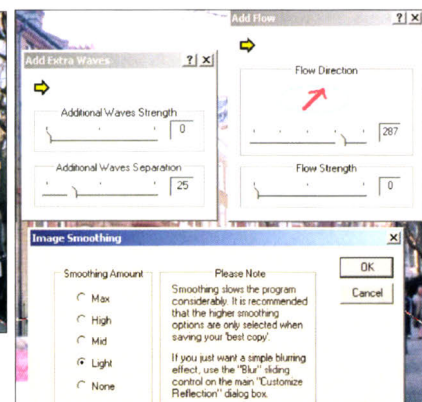 Add Flow
Flow Direction
287
Flow Strength
0
Add Extra Waves
Additional Waves Strength
0
Additional Waves Separation
25
Image Smoothing
Smoothing Amount
Max
High
Mid
Light
None
Please Note
Smoothing slows the program
considerably. It is recommended
that the higher smoothing
options are only selected when
saving your 'best copy'.
If you just want a simple blurring
effect, use the "Blur" sliding
control on the main "Customize
Reflection" dialog box.
OK
Cancel